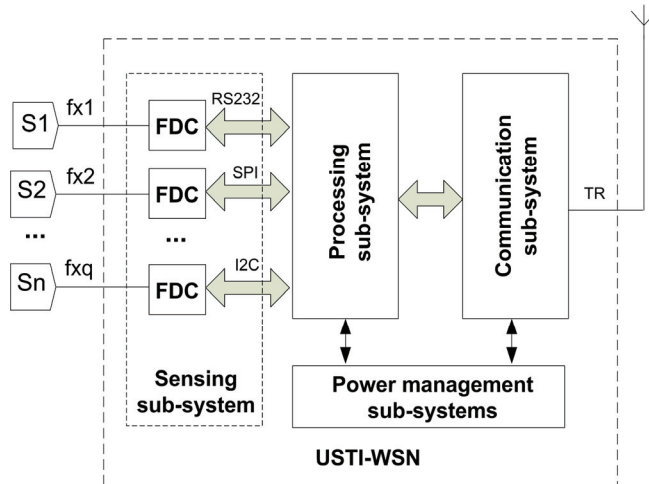 S1
fx1
FDC
RS232
S2
fx2
FDC
SPI
...
...
Sn
fxq
FDC
I2C
Sensing
sub-system
Processing
sub-system
Communication
sub-system
TR
Power management
sub-systems
USTI-WSN